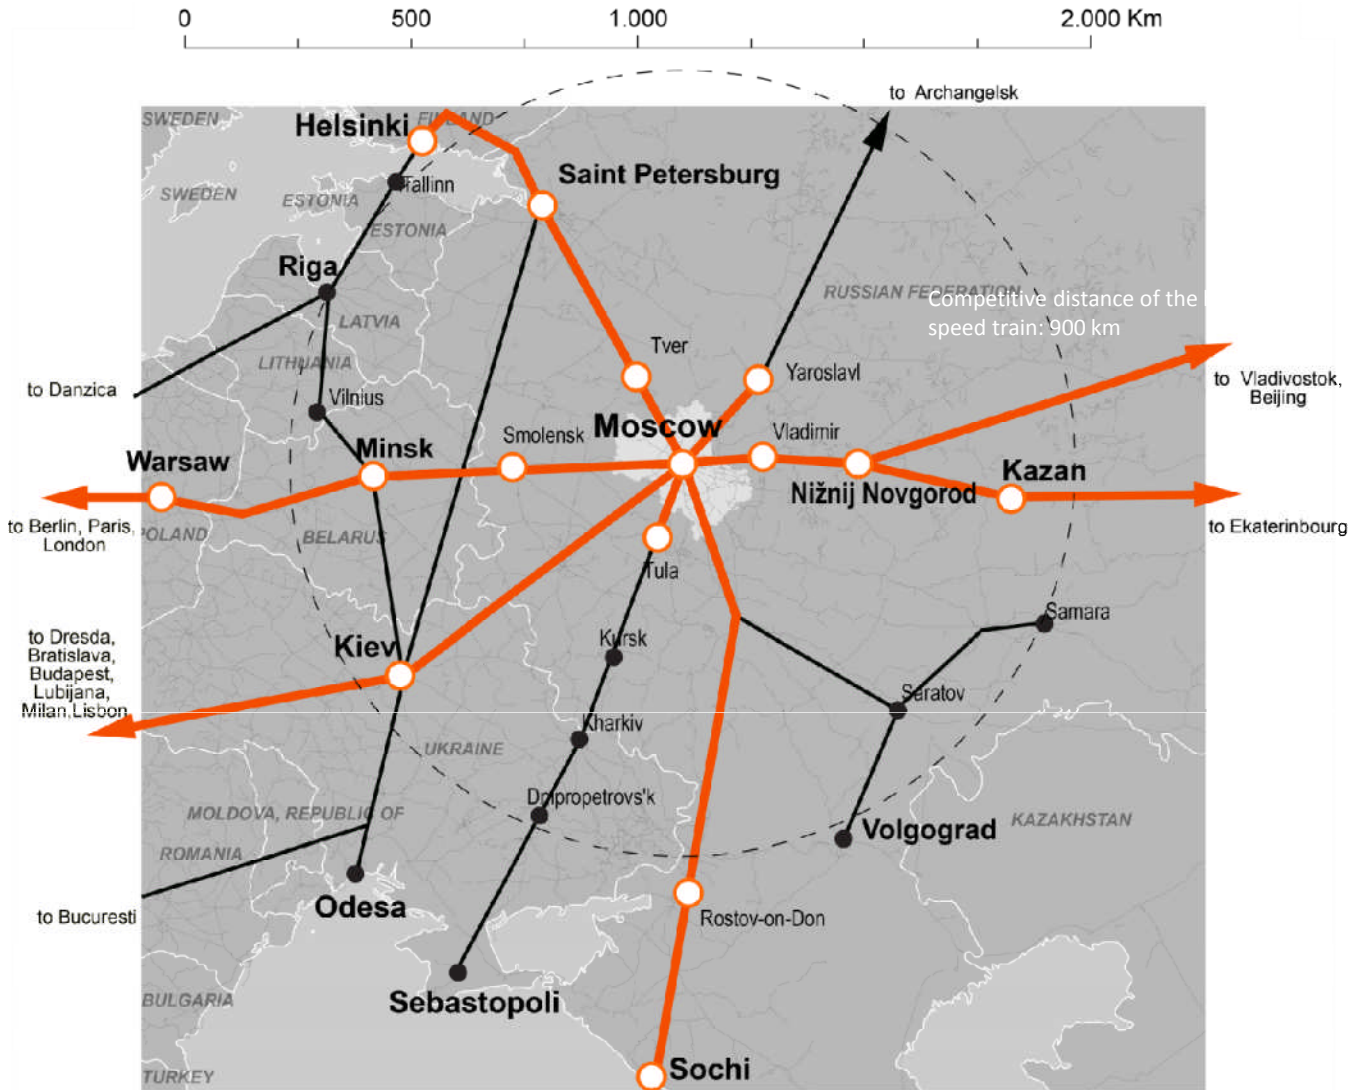 0 500 1.000 2.000 Km
to Archangelsk
SWEDEN
FINLAND
Helsinki
Saint Petersburg
Tallinn
SWEDEN
ESTONIA
ESTONIA
Riga
RUSSIAN FEDERATION
Competitive distance of the
speed train: 900 km
LATVIA
Tver
LITHUANIA
Yaroslavl
to Vladivostok,
Beijing
to Danzica
Vilnius
Moscow
Vladimir
Smolensk
Minsk
Warsaw
Kazan
Nižnij Novgorod
to Berlin, Paris,
London
POLAND
BELARUS
to Ekaterinbourg
Tula
Samara
to Dresda,
Bratislava,
Budapest,
Lubijana,
Milan,Lisbon
Kiev
Kursk
Saratov
Kharkiv
UKRAINE
Dnipropetrovs'k
MOLDOVA, REPUBLIC OF
Volgograd
KAZAKHSTAN
ROMANIA
Odesa
to Bucuresti
Rostov-on-Don
BULGARIA
Sebastopoli
Sochi
TURKEY